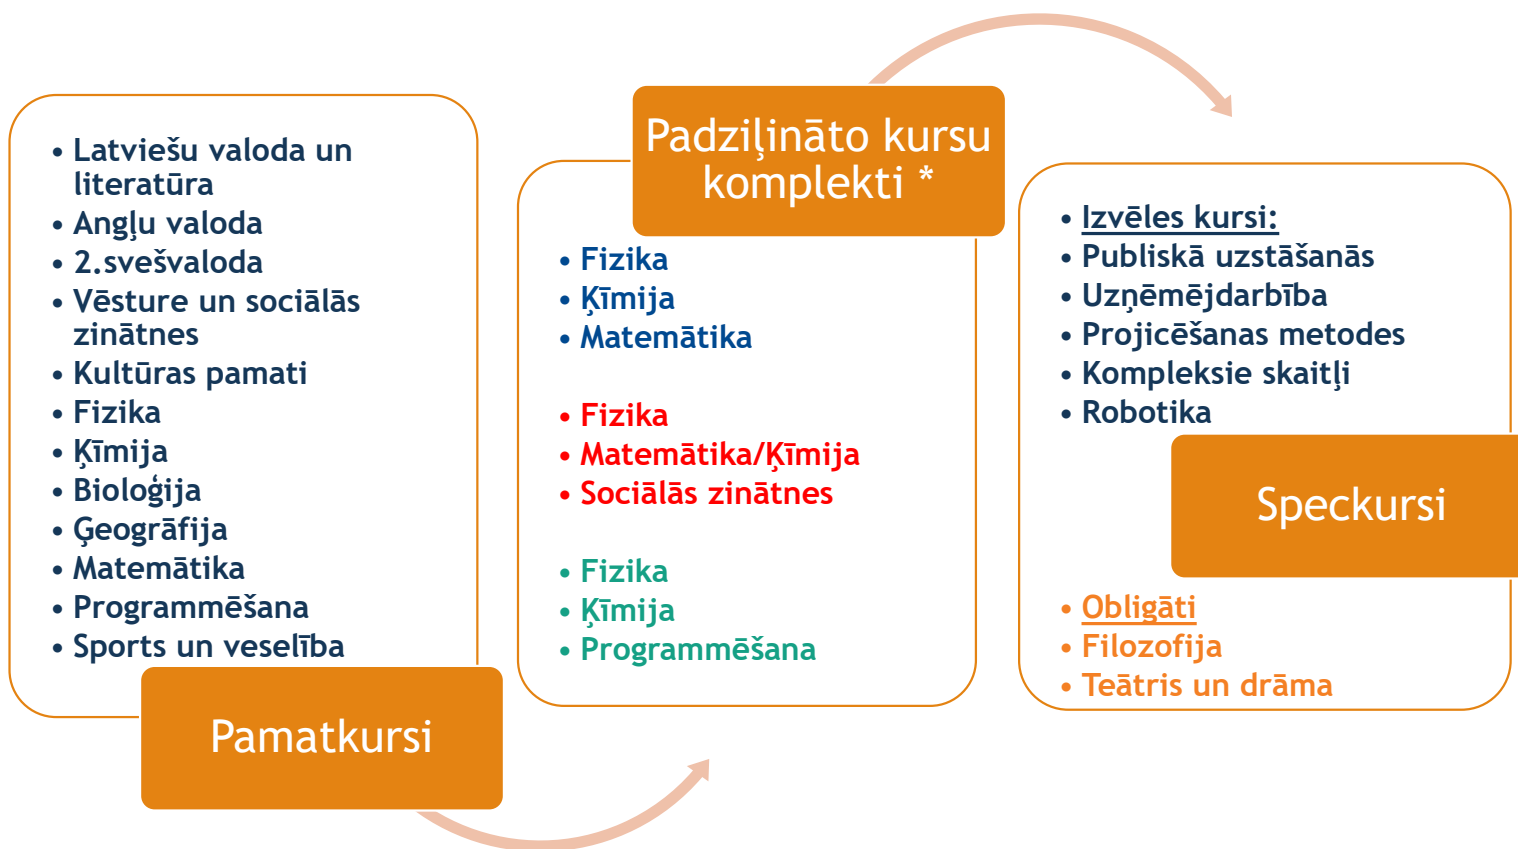 • Latviešu valoda un
literatūra
• Angļu valoda
• 2.svešvaloda
• Vēsture un sociālās
zinātnes
• Kultūras pamati
• Fizika
• Ķīmija
• Bioloģija
• Ģeogrāfija
• Matemātika
• Programmēšana
• Sports un veselība
Pamatkursi
Padziļināto kursu
komplekti *
• Fizika
• Ķīmija
• Matemātika
• Fizika
• Matemātika/Ķīmija
• Sociālās zinātnes
• Fizika
• Ķīmija
• Programmēšana
• Izvēles kursi:
• Publiskā uzstāšanās
• Uzņēmējdarbība
• Projicēšanas metodes
• Kompleksie skaitļi
• Robotika
Speckursi
• Obligāti
• Filozofija
• Teātris un drāma